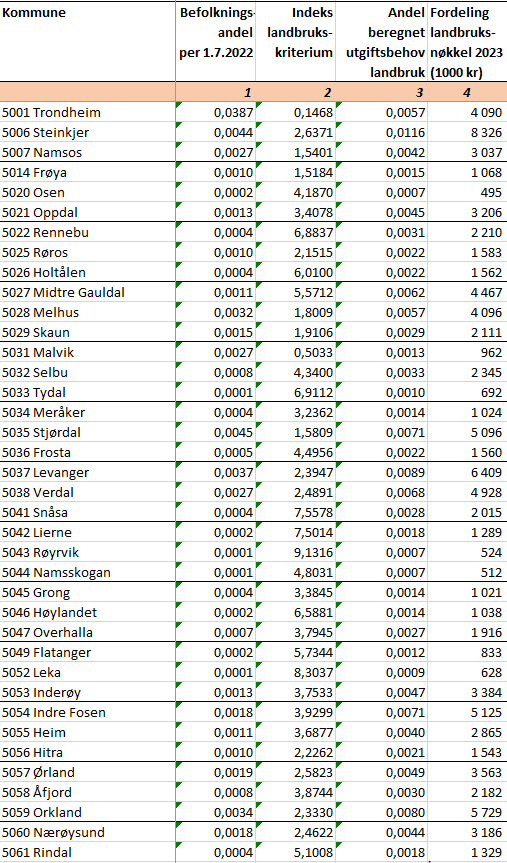 Kommune Befolknings- Indeks Andel Fordeling
andel landbruks- beregnet landbruks-
per 1.7.2022 kriterium utgiftsbehov nøkkel 2023
landbruk (1000 kr)
1 2 3 4
5001 Trondheim 0,0387 0,1468 0,0057 4 090
5006 Steinkjer 0,0044 2,6371 0,0116 8 326
5007 Namsos 0,0027 1,5401 0,0042 3 037
5014 Frøya 0,0010 1,5184 0,0015 1 068
5020 Osen 0,0002 4,1870 0,0007 495
5021 Oppdal 0,0013 3,4078 0,0045 3 206
5022 Rennebu 0,0004 6,8837 0,0031 2 210
5025 Røros 0,0010 2,1515 0,0022 1 583
5026 Holtålen 0,0004 6,0100 0,0022 1 562
5027 Midtre Gauldal 0,0011 5,5712 0,0062 4 467
5028 Melhus 0,0032 1,8009 0,0057 4 096
5029 Skaun 0,0015 1,9106 0,0029 2 111
5031 Malvik 0,0027 0,5033 0,0013 962
5032 Selbu 0,0008 4,3400 0,0033 2 345
5033 Tydal 0,0001 6,9112 0,0010 692
5034 Meråker 0,0004 3,2362 0,0014 1 024
5035 Stjørdal 0,0045 1,5809 0,0071 5 096
5036 Frosta 0,0005 4,4956 0,0022 1 560
5037 Levanger 0,0037 2,3947 0,0089 6 409
5038 Verdal 0,0027 2,4891 0,0068 4 928
5041 Snåsa 0,0004 7,5578 0,0028 2 015
5042 Lierne 0,0002 7,5014 0,0018 1 289
5043 Røyrvik 0,0001 9,1316 0,0007 524
5044 Namsskogan 0,0001 4,8031 0,0007 512
5045 Grong 0,0004 3,3845 0,0014 1 021
5046 Høylandet 0,0002 6,5881 0,0014 1 038
5047 Overhalla 0,0007 3,7945 0,0027 1 916
5049 Flatanger 0,0002 5,7344 0,0012 833
5052 Leka 0,0001 8,3037 0,0009 628
5053 Inderøy 0,0013 3,7533 0,0047 3 384
5054 Indre Fosen 0,0018 3,9299 0,0071 5 125
5055 Heim 0,0011 3,6877 0,0040 2 865
5056 Hitra 0,0010 2,2262 0,0021 1 543
5057 Ørland 0,0019 2,5823 0,0049 3 563
5058 Åfjord 0,0008 3,8744 0,0030 2 182
5059 Orkland 0,0034 2,3330 0,0080 5 729
5060 Nærøysund 0,0018 2,4622 0,0044 3 186
5061 Rindal 0,0004 5,1008 0,0018 1 329